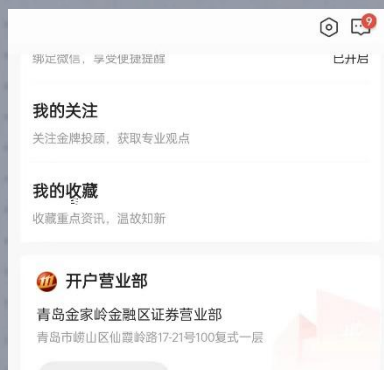 9
绑定微信，享受便捷提醒
已开启
我的关注
关注金牌投顾，获取专业观点
我的收藏
收藏重点资讯，温故知新
开户营业部
青岛金家岭金融区证券营业部
青岛市崂山区仙霞岭路17-21号100复式一层